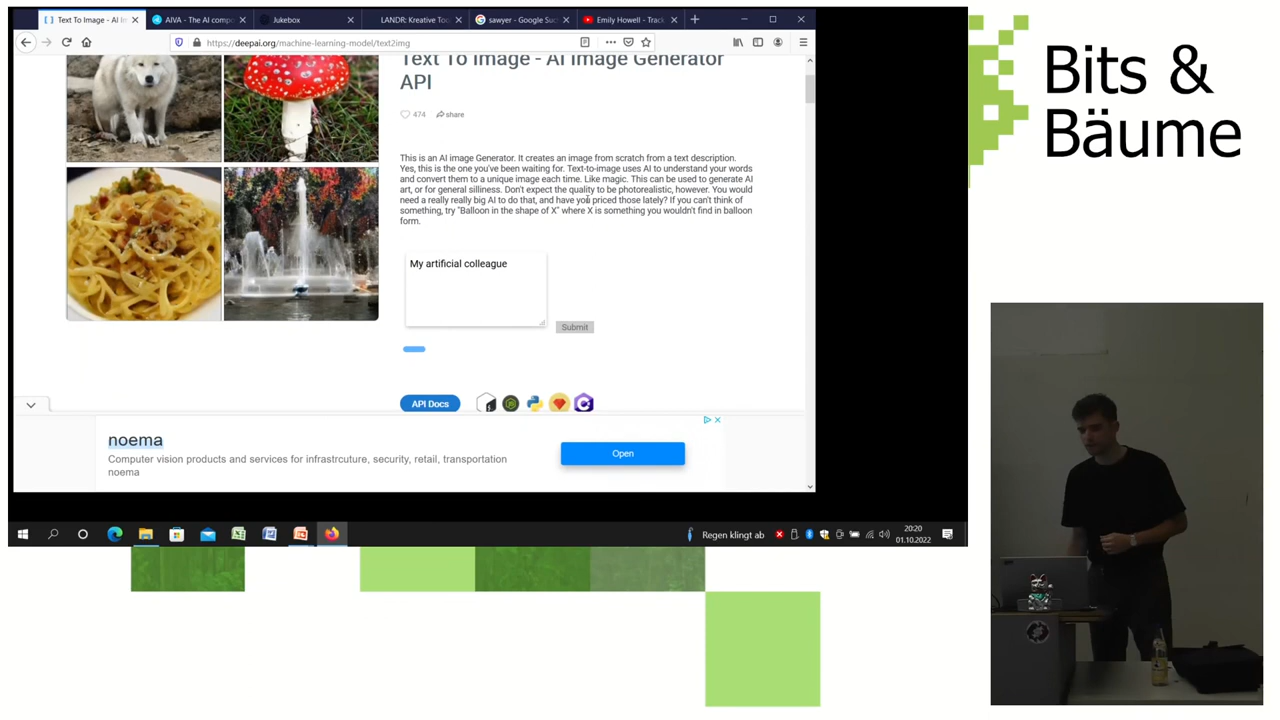 Text To Image - AI Im
AIVA - The AI compo
Jukebox
LANDR: Kreative Too
sawyer - Google Suc
Emily Howell - Track
https://deepai.org/machine-learning-model/text2img
Text To Image - AI Image Generator
API
474
share
This is an AI image Generator. It creates an image from scratch from a text description.
Yes, this is the one you've been waiting for. Text-to-image uses AI to understand your words
and convert them to a unique image each time. Like magic. This can be used to generate AI
art, or for general silliness. Don't expect the quality to be photorealistic, however. You would
need a really really big AI to do that, and have you priced those lately? If you can't think of
something, try "Balloon in the shape of X" where X is something you wouldn't find in balloon
form.
My artificial colleague
Submit
API Docs
noema
Computer vision products and services for infrastrcuture, security, retail, transportation
noema
Open
Regen klingt ab
20:20
01.10.2022
Bits &
Bäume